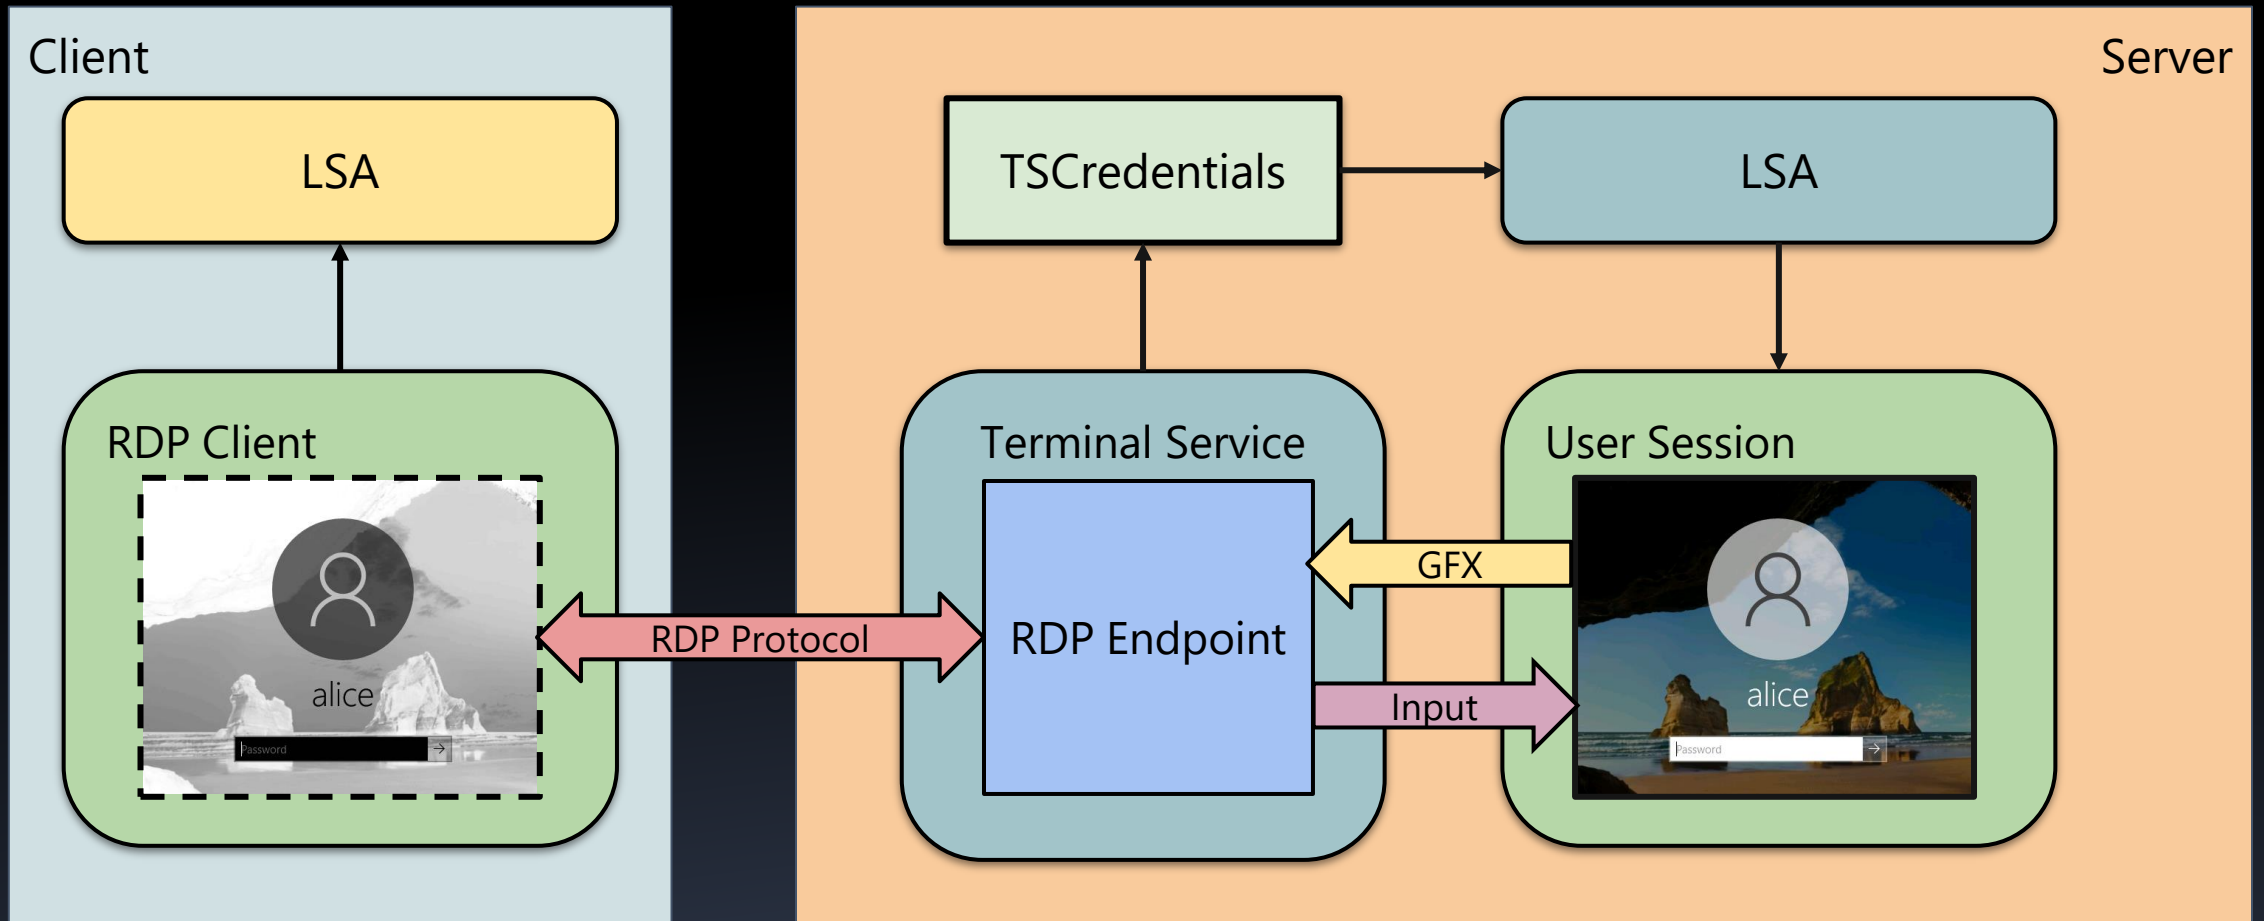 Client
Server
LSA
TSCredentials
LSA
RDP Client
Terminal Service
User Session
GFX
RDP Protocol
RDP Endpoint
alice
alice
Input
Password
Password